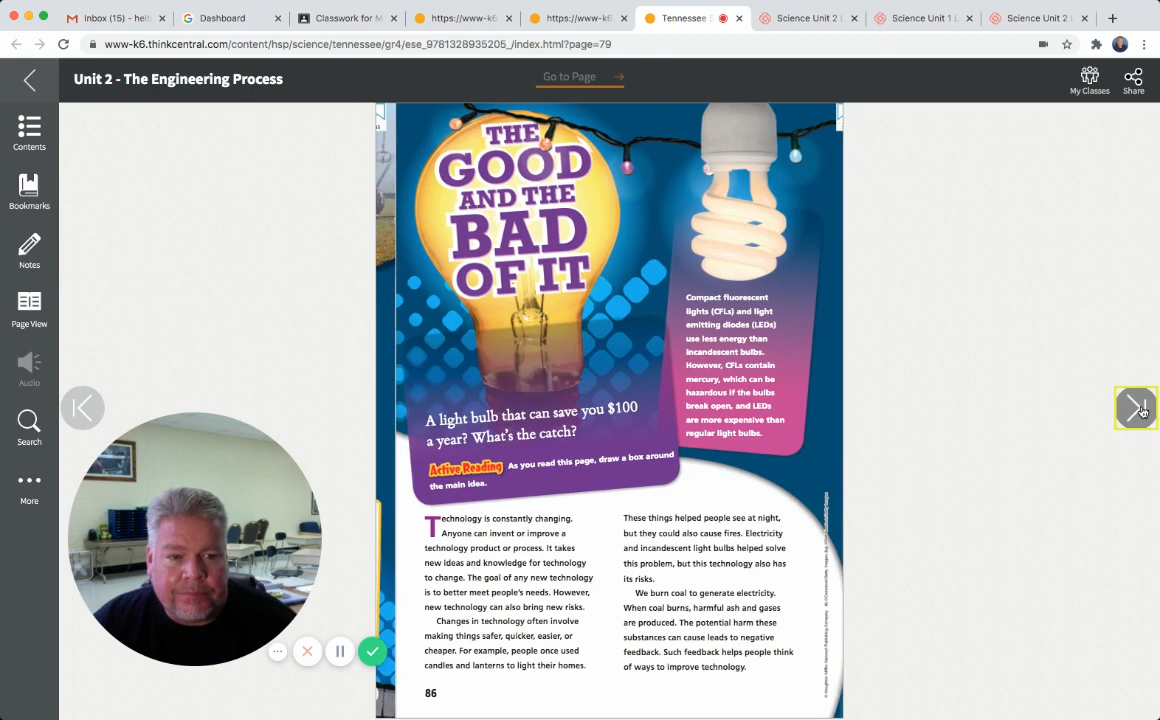 Inbox (15) - helt
Dashboard
Classwork for M
https://www-k6.
https://www-k6.
Tennessee
Science Unit 2 L
Science Unit 1 L
Science Unit 2 L
www-k6.thinkcentral.com/content/hsp/science/tennessee/gr4/ese_9781328935205_/index.html?page=79
Unit 2 - The Engineering Process
Go to Page
My Classes
Share
Contents
Bookmarks
Notes
Page View
Audio
Search
More
THE
GOOD
AND THE
BAD
OF IT
A light bulb that can save you $100
a year? What's the catch?
Active Reading As you read this page, draw a box around
the main idea.
Compact fluorescent
lights (CFLs) and light
emitting diodes (LEDs)
use less energy than
incandescent bulbs.
However, CFLs contain
mercury, which can be
hazardous if the bulbs
break open, and LEDs
are more expensive than
regular light bulbs.
Technology is constantly changing.
Anyone can invent or improve a
technology product or process. It takes
new ideas and knowledge for technology
to change. The goal of any new technology
is to better meet people's needs. However,
new technology can also bring new risks.
Changes in technology often involve
making things safer, quicker, easier, or
cheaper. For example, people once used
candles and lanterns to light their homes.
These things helped people see at night,
but they could also cause fires. Electricity
and incandescent light bulbs helped solve
this problem, but this technology also has
its risks.
We burn coal to generate electricity.
When coal burns, harmful ash and gases
are produced. The potential harm these
substances can cause leads to negative
feedback. Such feedback helps people think
of ways to improve technology.
86